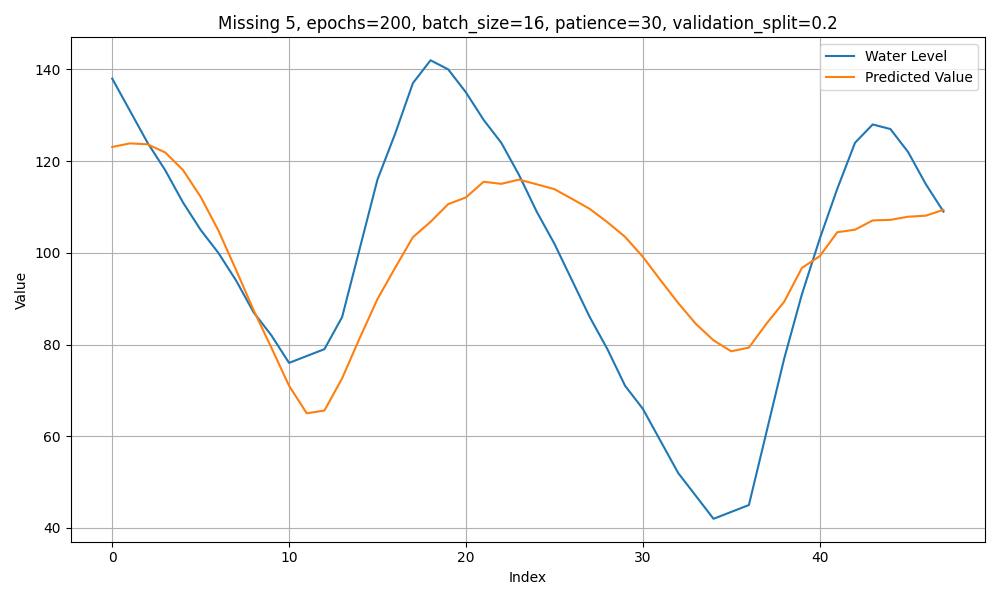 Missing 5, epochs=200, batch_size=16, patience=30, validation_split=0.2
Water Level
Predicted Value
Value
140
120
100
80
60
40
0 10 20 30 40
Index